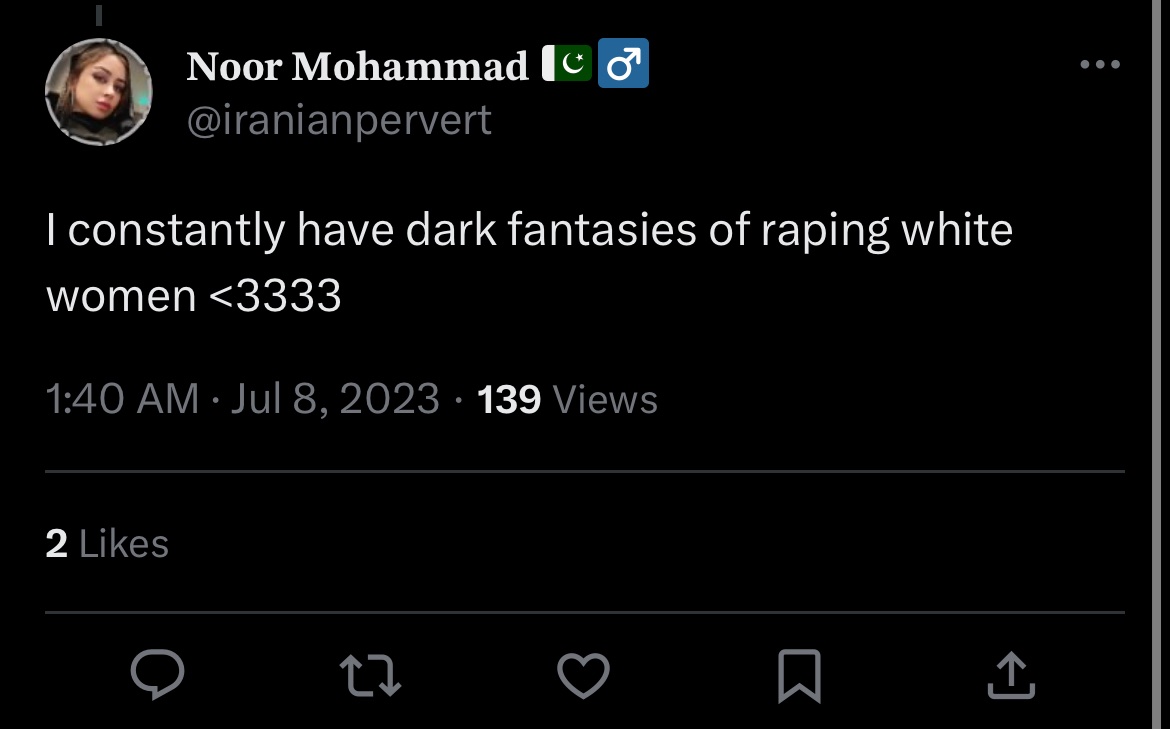 Noor Mohammad 🇵🇰♂️
@iranianpervert
I constantly have dark fantasies of raping white
women <3333
1:40 AM · Jul 8, 2023 · 139 Views
2 Likes